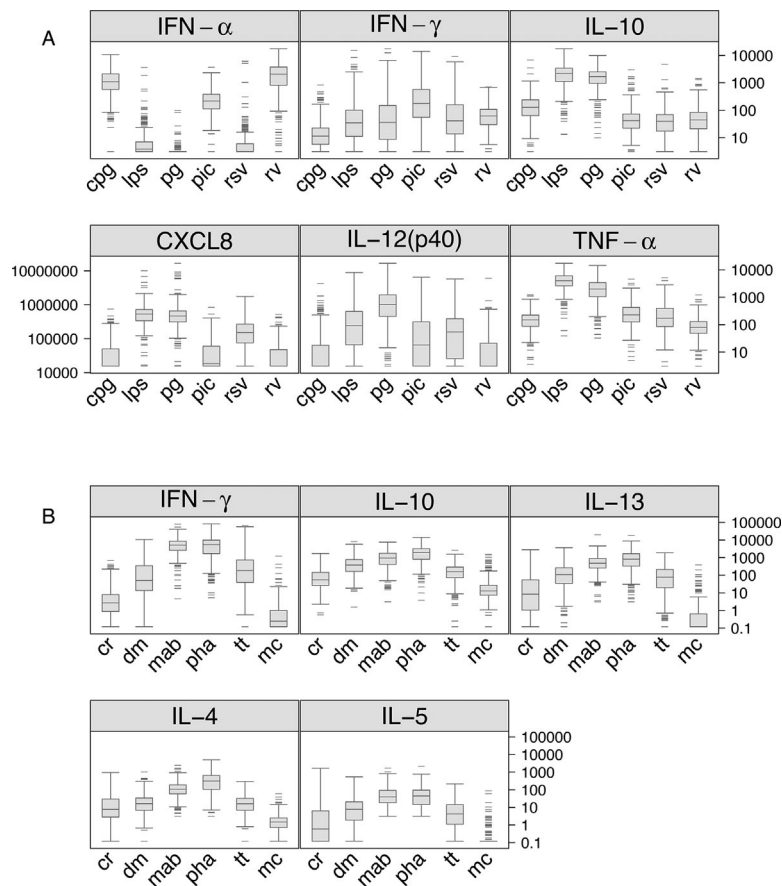 A
IFN – α IFN – γ IL–10
10000
1000
100
10
cpg lps pg pic rsv rv cpg lps pg pic rsv rv cpg lps pg pic rsv rv
CXCL8 IL–12(p40) TNF – α
10000000
1000000
100000
10000
10000
1000
100
10
cpg lps pg pic rsv rv cpg lps pg pic rsv rv cpg lps pg pic rsv rv
B
IFN – γ IL–10 IL–13
100000
10000
1000
100
10
1
0.1
cr dm mab pha tt mc cr dm mab pha tt mc cr dm mab pha tt mc
IL–4 IL–5
100000
10000
1000
100
10
1
0.1
cr dm mab pha tt mc cr dm mab pha tt mc